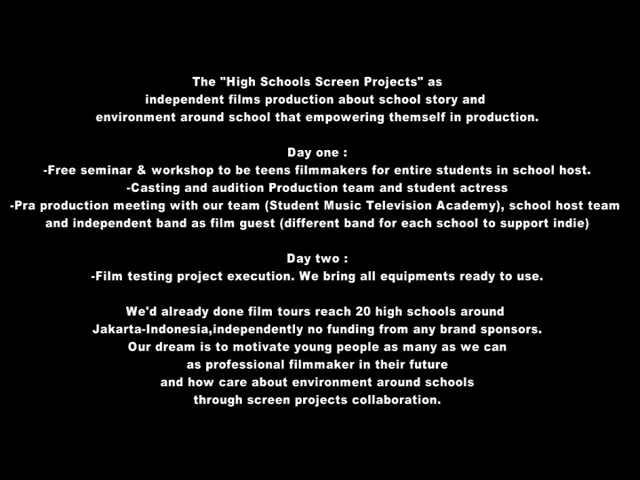 The "High Schools Screen Projects" as
independent films production about school story and
environment around school that empowering themself in production.
Day one :
-Free seminar & workshop to be teens filmmakers for entire students in school host.
-Casting and audition Production team and student actress
-Pra production meeting with our team (Student Music Television Academy), school host team
and independent band as film guest (different band for each school to support indie)
Day two :
-Film testing project execution. We bring all equipments ready to use.
We'd already done film tours reach 20 high schools around
Jakarta-Indonesia,independently no funding from any brand sponsors.
Our dream is to motivate young people as many as we can
as professional filmmaker in their future
and how care about environment around schools
through screen projects collaboration.